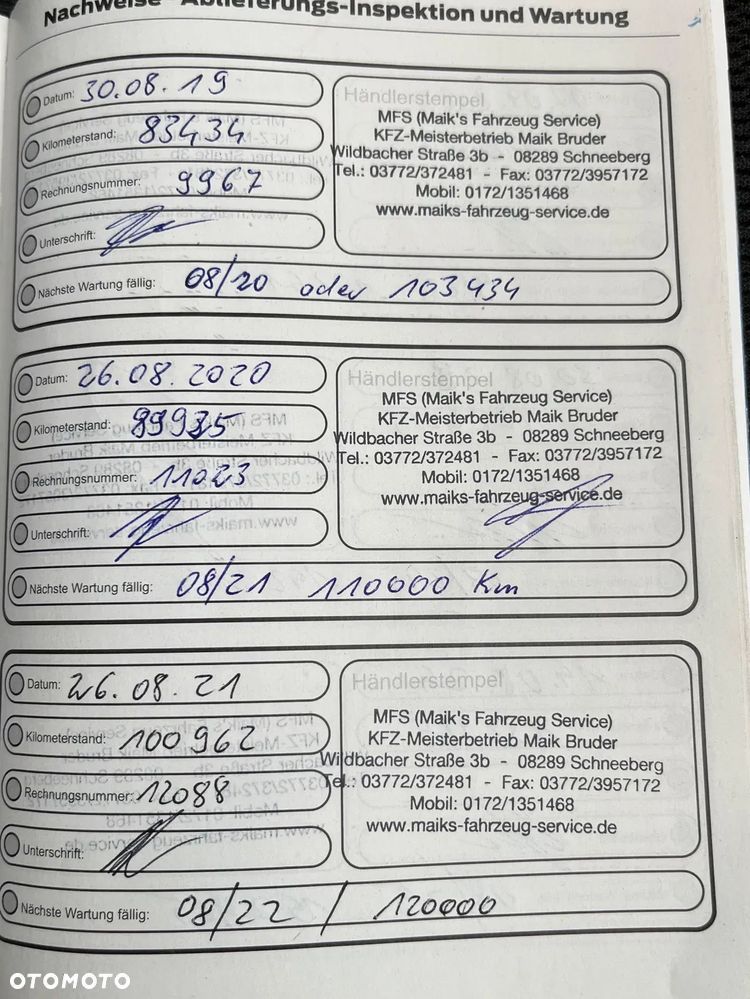 Nachweise - Ablieferungs-Inspektion und Wartung
Datum: 30.08.19
Kilometerstand: 83434
Rechnungsnummer: 9967
Unterschrift:
Händlerstempel
MFS (Maik's Fahrzeug Service)
KFZ-Meisterbetrieb Maik Bruder
Wildbacher Straße 3b - 08289 Schneeberg
Tel.: 03772/372481 - Fax: 03772/3957172
Mobil: 0172/1351468
www.maiks-fahrzeug-service.de
Nächste Wartung fällig: 08/20 oder 103434
Datum: 26.08.2020
Kilometerstand: 99935
Rechnungsnummer: 11023
Unterschrift:
Händlerstempel
MFS (Maik's Fahrzeug Service)
KFZ-Meisterbetrieb Maik Bruder
Wildbacher Straße 3b - 08289 Schneeberg
Tel.: 03772/372481 - Fax: 03772/3957172
Mobil: 0172/1351468
www.maiks-fahrzeug-service.de
Nächste Wartung fällig: 08/21 110000 Km
Datum: 26.08.21
Kilometerstand: 100962
Rechnungsnummer: 12088
Unterschrift:
Händlerstempel
MFS (Maik's Fahrzeug Service)
KFZ-Meisterbetrieb Maik Bruder
Wildbacher Straße 3b - 08289 Schneeberg
Tel.: 03772/372481 - Fax: 03772/3957172
Mobil: 0172/1351468
www.maiks-fahrzeug-service.de
Nächste Wartung fällig: 08/22 / 120000
OTOMOTO